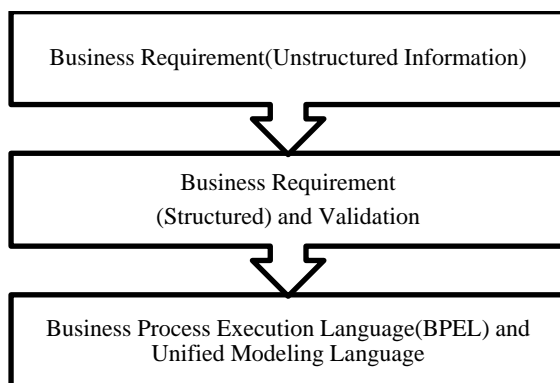 Business Requirement(Unstructured Information)
Business Requirement
(Structured) and Validation
Business Process Execution Language(BPEL) and
Unified Modeling Language